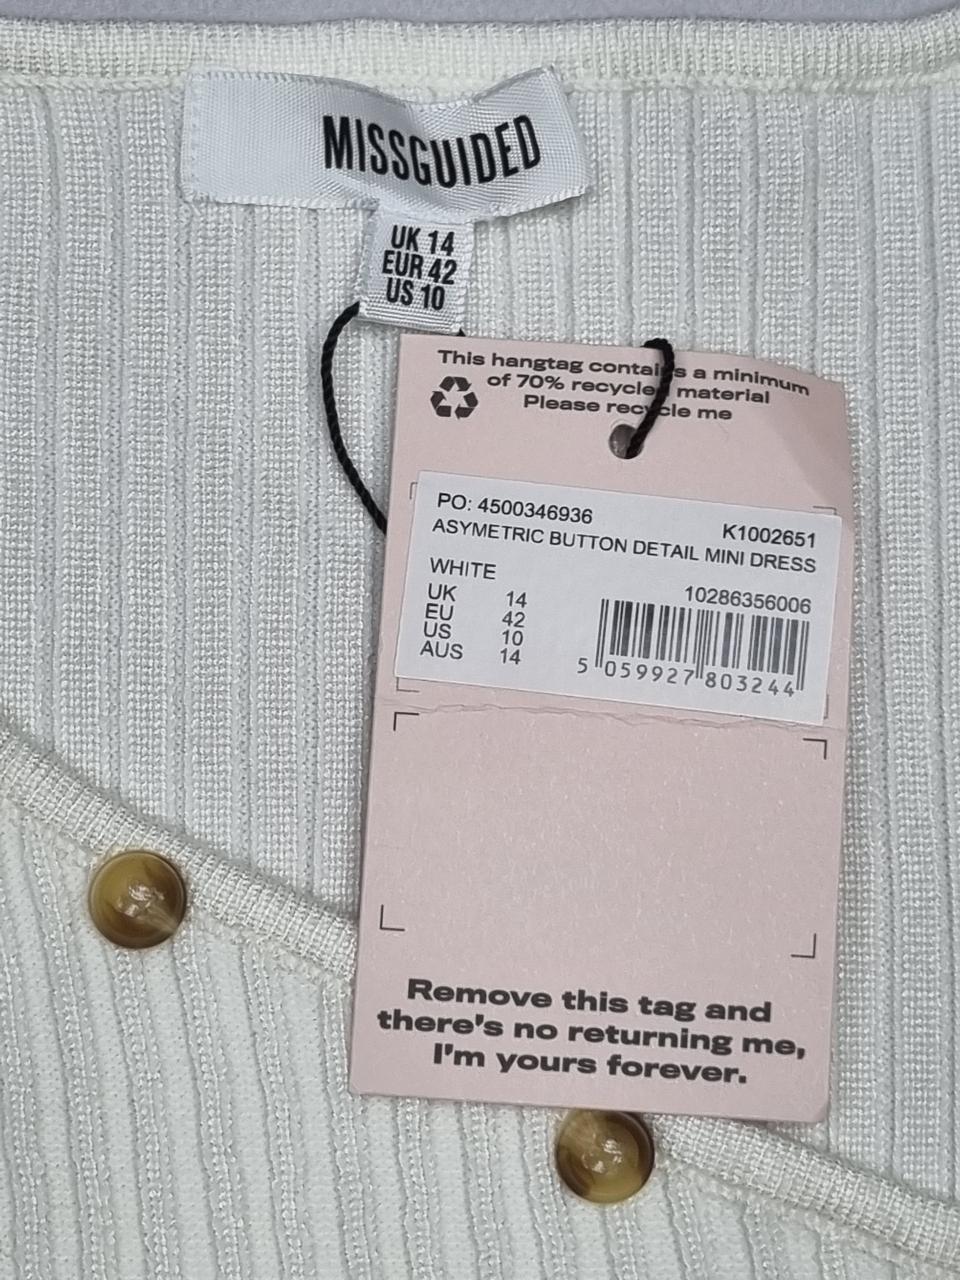 MISSGUIDED
UK 14
EUR 42
US 10
This hangtag contains a minimum
of 70% recycled material
Please recycle me
PO: 4500346936 K1002651
ASYMETRIC BUTTON DETAIL MINI DRESS
WHITE
10286356006
UK 14
EU 42
US 10
AUS 14
5 059927 803244
Remove this tag and
there's no returning me,
I'm yours forever.